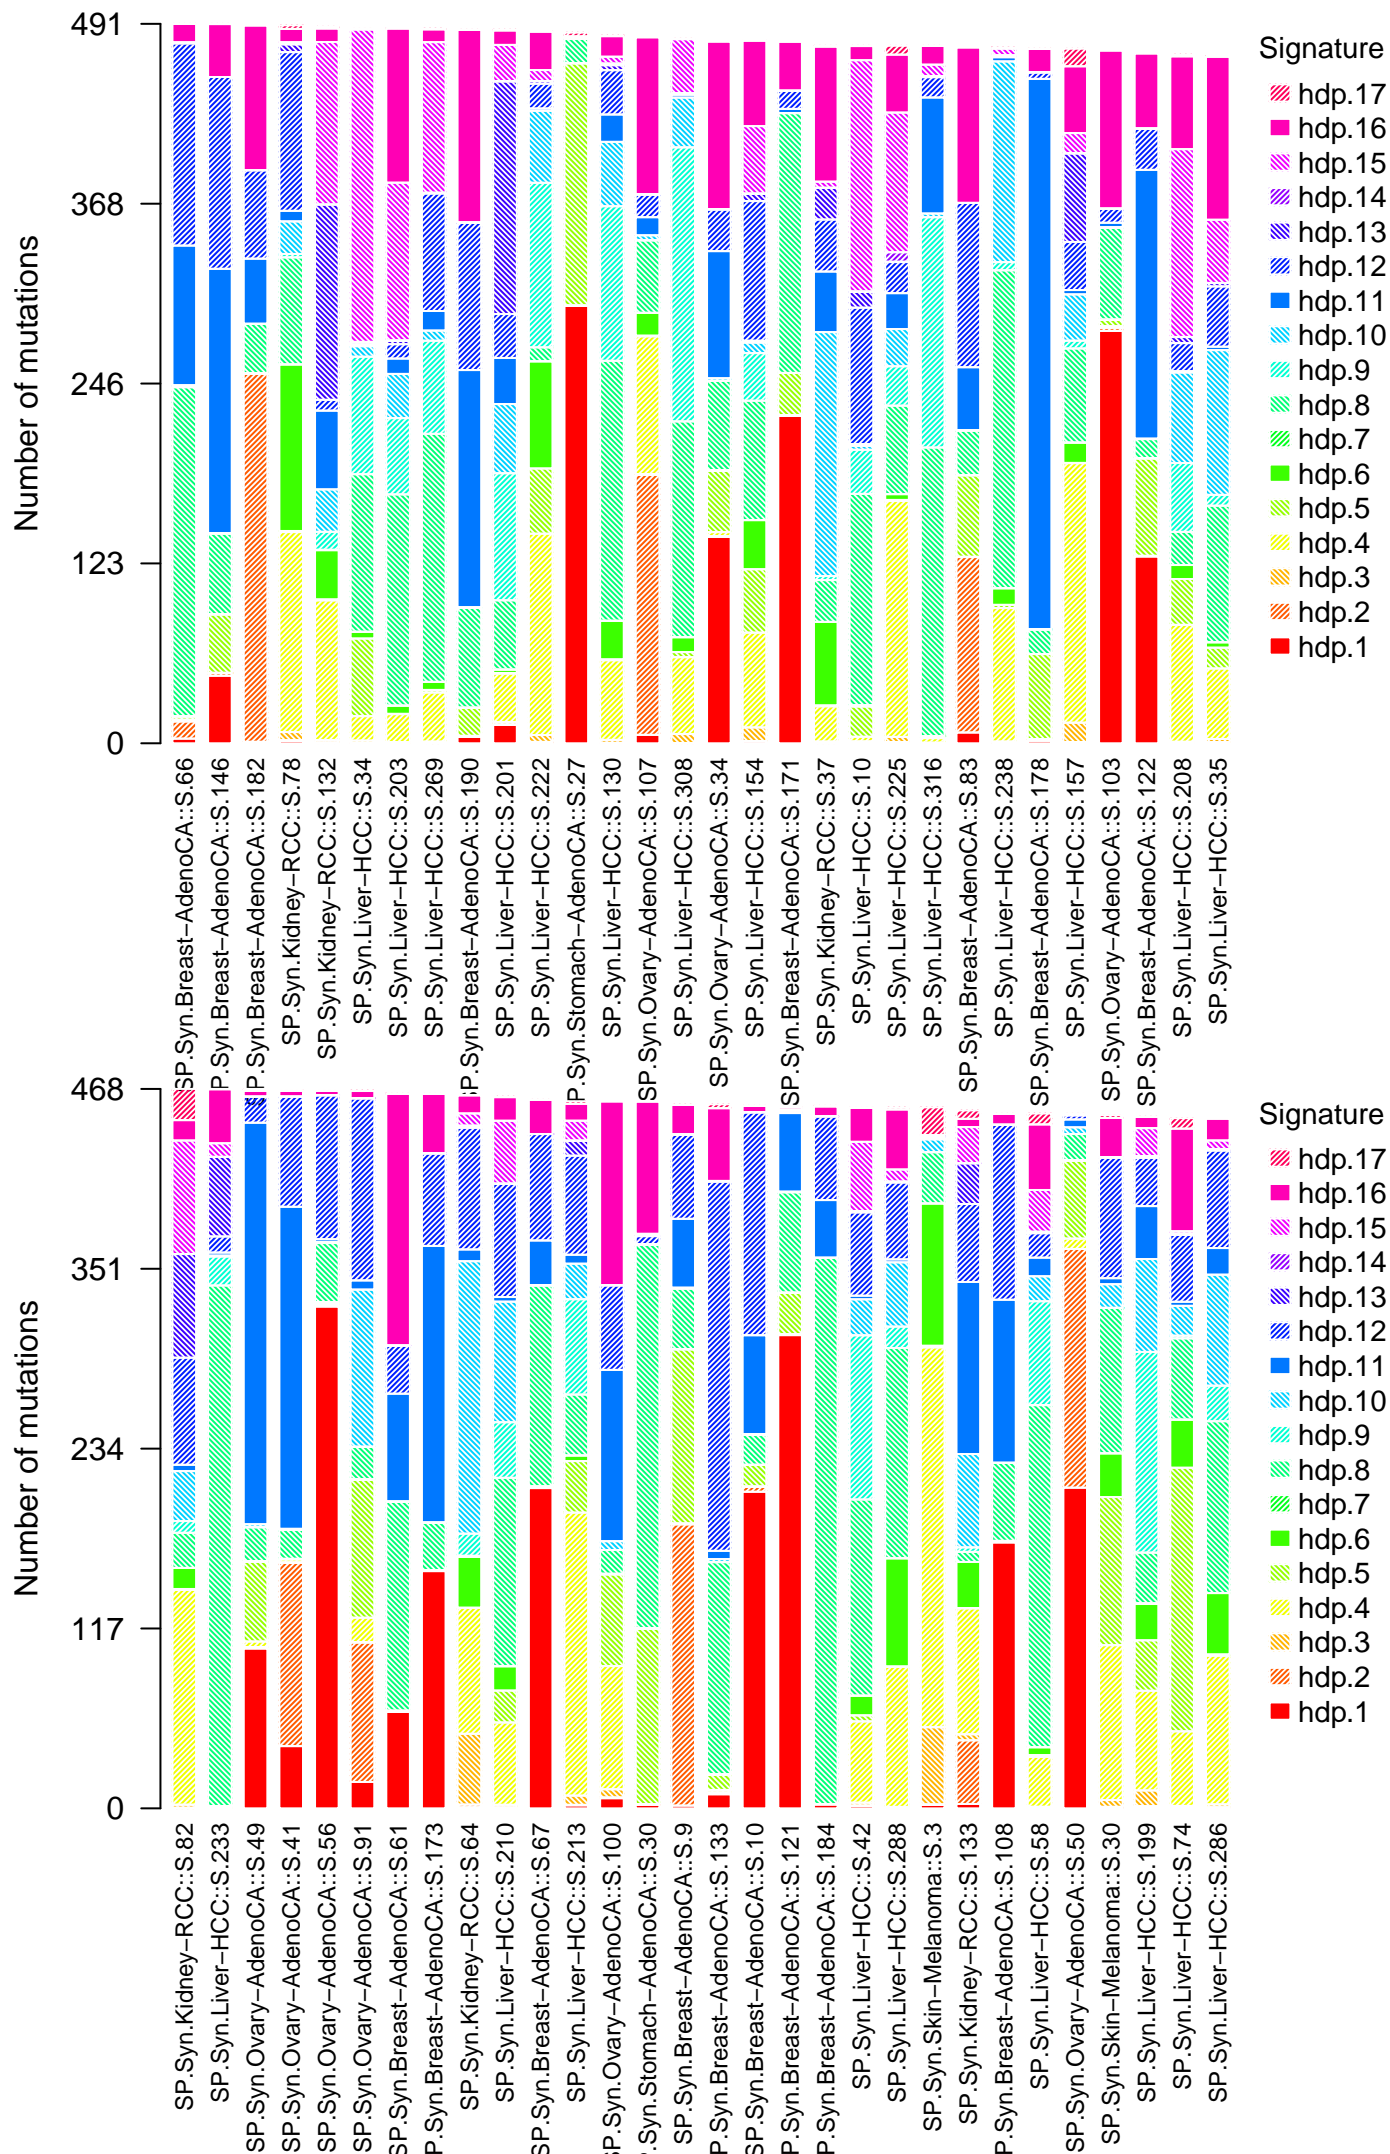 Number of mutations
491
368
246
123
0
SP.Syn.Breast−AdenoCA::S.66
P.Syn.Breast−AdenoCA::S.146
SP.Syn.Breast−AdenoCA::S.182
SP.Syn.Kidney−RCC::S.78
SP.Syn.Kidney−RCC::S.132
SP.Syn.Liver−HCC::S.34
SP.Syn.Liver−HCC::S.203
SP.Syn.Liver−HCC::S.269
SP.Syn.Breast−AdenoCA::S.190
SP.Syn.Liver−HCC::S.201
SP.Syn.Liver−HCC::S.222
P.Syn.Stomach−AdenoCA::S.27
SP.Syn.Liver−HCC::S.130
SP.Syn.Ovary−AdenoCA::S.107
SP.Syn.Liver−HCC::S.308
SP.Syn.Ovary−AdenoCA::S.34
SP.Syn.Liver−HCC::S.154
SP.Syn.Breast−AdenoCA::S.171
SP.Syn.Kidney−RCC::S.37
SP.Syn.Liver−HCC::S.10
SP.Syn.Liver−HCC::S.225
SP.Syn.Liver−HCC::S.316
SP.Syn.Breast−AdenoCA::S.83
SP.Syn.Liver−HCC::S.238
SP.Syn.Breast−AdenoCA::S.178
SP.Syn.Liver−HCC::S.157
SP.Syn.Ovary−AdenoCA::S.103
SP.Syn.Breast−AdenoCA::S.122
SP.Syn.Liver−HCC::S.208
SP.Syn.Liver−HCC::S.35
Signature
hdp.17
hdp.16
hdp.15
hdp.14
hdp.13
hdp.12
hdp.11
hdp.10
hdp.9
hdp.8
hdp.7
hdp.6
hdp.5
hdp.4
hdp.3
hdp.2
hdp.1
Number of mutations
468
351
234
117
0
SP.Syn.Kidney−RCC::S.82
SP.Syn.Liver−HCC::S.233
SP.Syn.Ovary−AdenoCA::S.49
SP.Syn.Ovary−AdenoCA::S.41
SP.Syn.Ovary−AdenoCA::S.56
SP.Syn.Ovary−AdenoCA::S.91
SP.Syn.Breast−AdenoCA::S.61
P.Syn.Breast−AdenoCA::S.173
SP.Syn.Kidney−RCC::S.64
SP.Syn.Liver−HCC::S.210
SP.Syn.Breast−AdenoCA::S.67
SP.Syn.Liver−HCC::S.213
SP.Syn.Ovary−AdenoCA::S.100
.Syn.Stomach−AdenoCA::S.30
SP.Syn.Breast−AdenoCA::S.9
P.Syn.Breast−AdenoCA::S.133
SP.Syn.Breast−AdenoCA::S.10
P.Syn.Breast−AdenoCA::S.121
P.Syn.Breast−AdenoCA::S.184
SP.Syn.Liver−HCC::S.42
SP.Syn.Liver−HCC::S.288
SP.Syn.Skin−Melanoma::S.3
SP.Syn.Kidney−RCC::S.133
P.Syn.Breast−AdenoCA::S.108
SP.Syn.Liver−HCC::S.58
SP.Syn.Ovary−AdenoCA::S.50
SP.Syn.Skin−Melanoma::S.30
SP.Syn.Liver−HCC::S.199
SP.Syn.Liver−HCC::S.74
SP.Syn.Liver−HCC::S.286
Signature
hdp.17
hdp.16
hdp.15
hdp.14
hdp.13
hdp.12
hdp.11
hdp.10
hdp.9
hdp.8
hdp.7
hdp.6
hdp.5
hdp.4
hdp.3
hdp.2
hdp.1